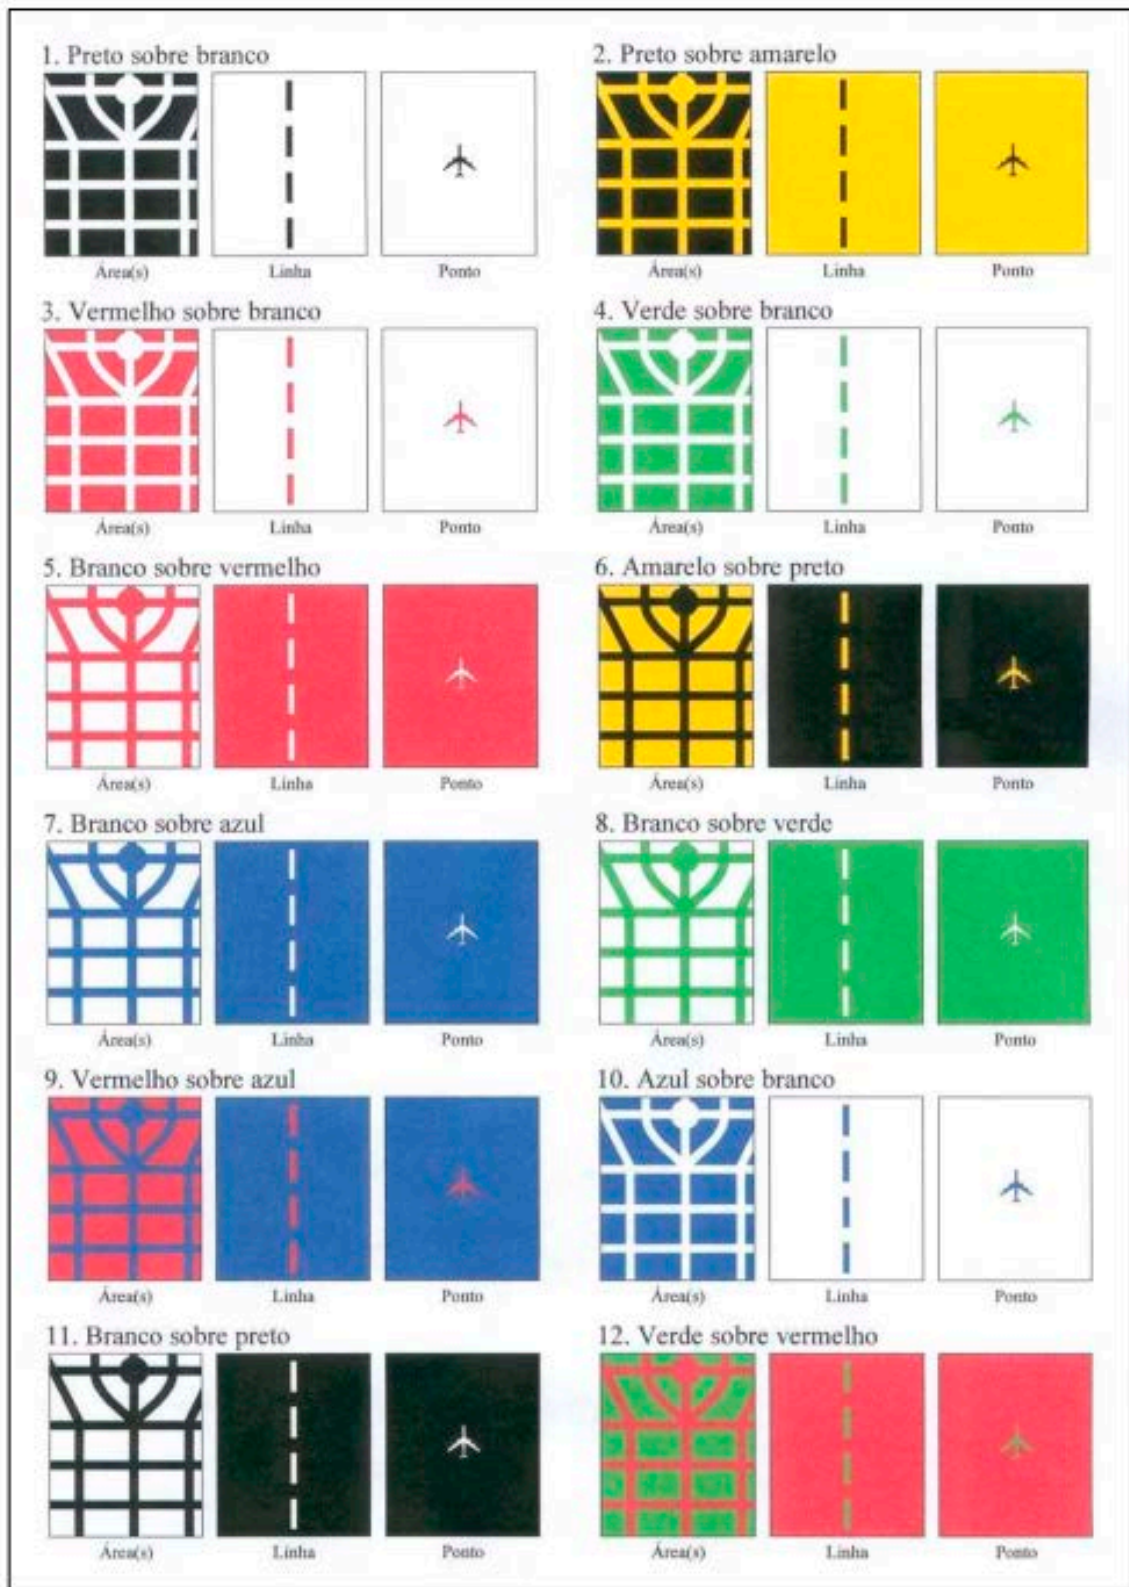 1. Preto sobre branco
2. Preto sobre amarelo
Área(s) Linha Ponto
Área(s) Linha Ponto
3. Vermelho sobre branco
4. Verde sobre branco
Área(s) Linha Ponto
Área(s) Linha Ponto
5. Branco sobre vermelho
6. Amarelo sobre preto
Área(s) Linha Ponto
Área(s) Linha Ponto
7. Branco sobre azul
8. Branco sobre verde
Área(s) Linha Ponto
Área(s) Linha Ponto
9. Vermelho sobre azul
10. Azul sobre branco
Área(s) Linha Ponto
Área(s) Linha Ponto
11. Branco sobre preto
12. Verde sobre vermelho
Área(s) Linha Ponto
Área(s) Linha Ponto